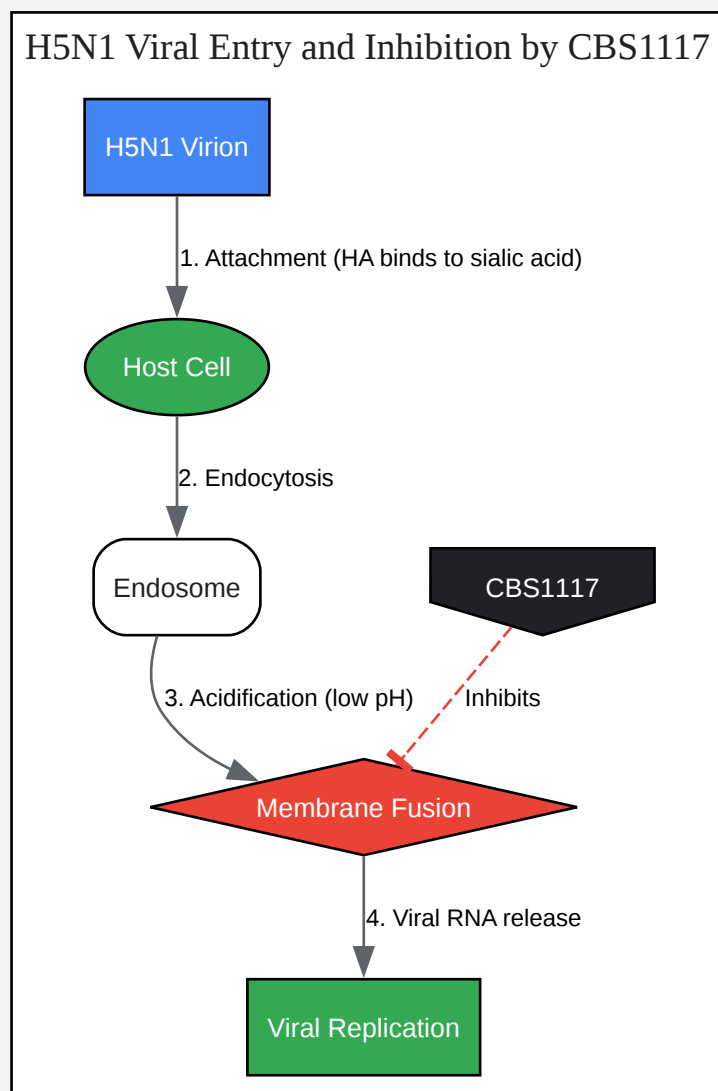 H5N1 Viral Entry and Inhibition by CBS1117
H5N1 Virion
1. Attachment (HA binds to sialic acid)
Host Cell
2. Endocytosis
Endosome
CBS1117
3. Acidification (low pH)
Inhibits
Membrane Fusion
4. Viral RNA release
Viral Replication